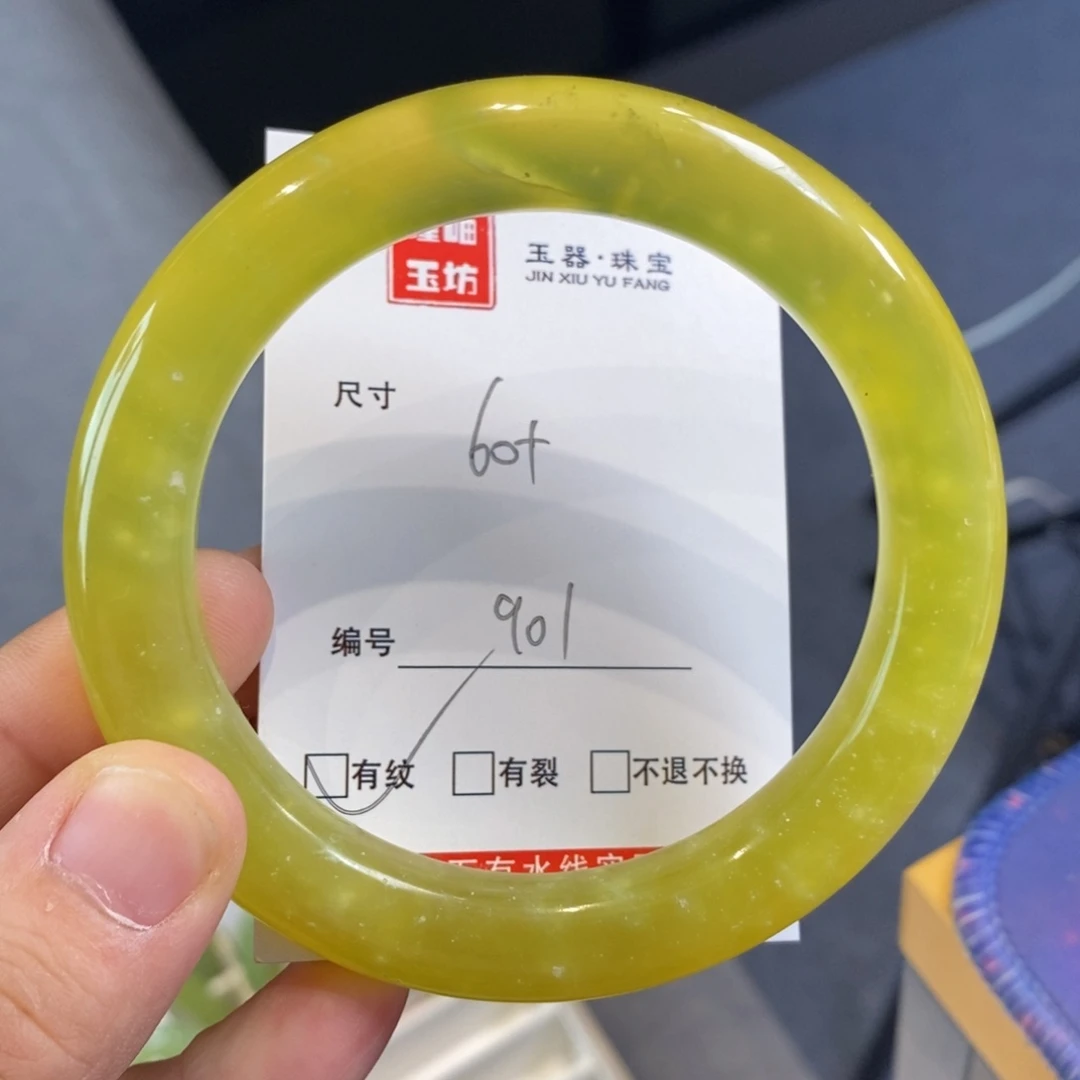 玉坊
玉器·珠宝
JIN XIU YU FANG
尺寸 60+
编号 901
有纹 有裂 不退不换